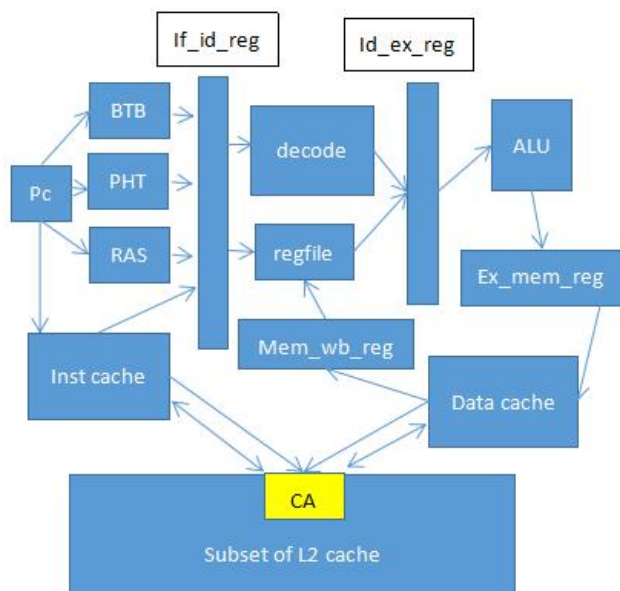 If_id_reg
Id_ex_reg
BTB
decode
ALU
Pc
PHT
RAS
regfile
Ex_mem_reg
Mem_wb_reg
Inst cache
Data cache
CA
Subset of L2 cache